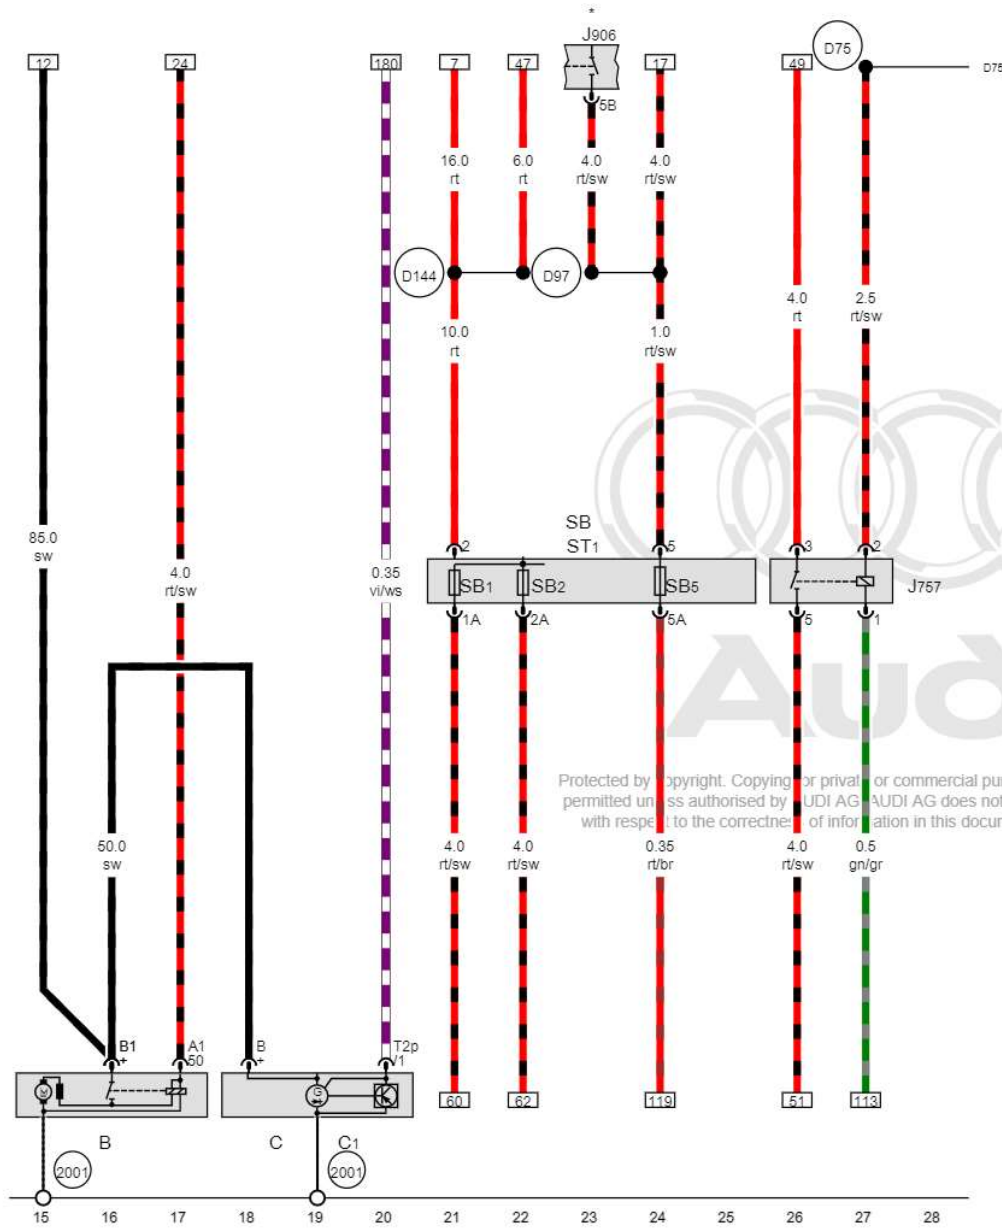 *
J906
12
24
180
7
47
17
49
D75
D75
5B
16.0
rt
6.0
rt
4.0
rt/sw
4.0
rt/sw
D144
D97
4.0
rt
2.5
rt/sw
10.0
rt
1.0
rt/sw
85.0
sw
4.0
rt/sw
0.35
vi/ws
SB
ST1
2
5
3
2
SB1
SB2
SB5
J757
1A
2A
5A
5
1
Audi
Protected by copyright. Copying for private or commercial pu
permitted unless authorised by AUDI AG. AUDI AG does not
with respect to the correctness of information in this docu
50.0
sw
4.0
rt/sw
4.0
rt/sw
0.35
rt/br
4.0
rt/sw
0.5
gn/gr
B1
+
A1
50
B
+
T2p
/1
M
G
60
62
119
51
113
B
C
C1
2001
2001
15
16
17
18
19
20
21
22
23
24
25
26
27
28